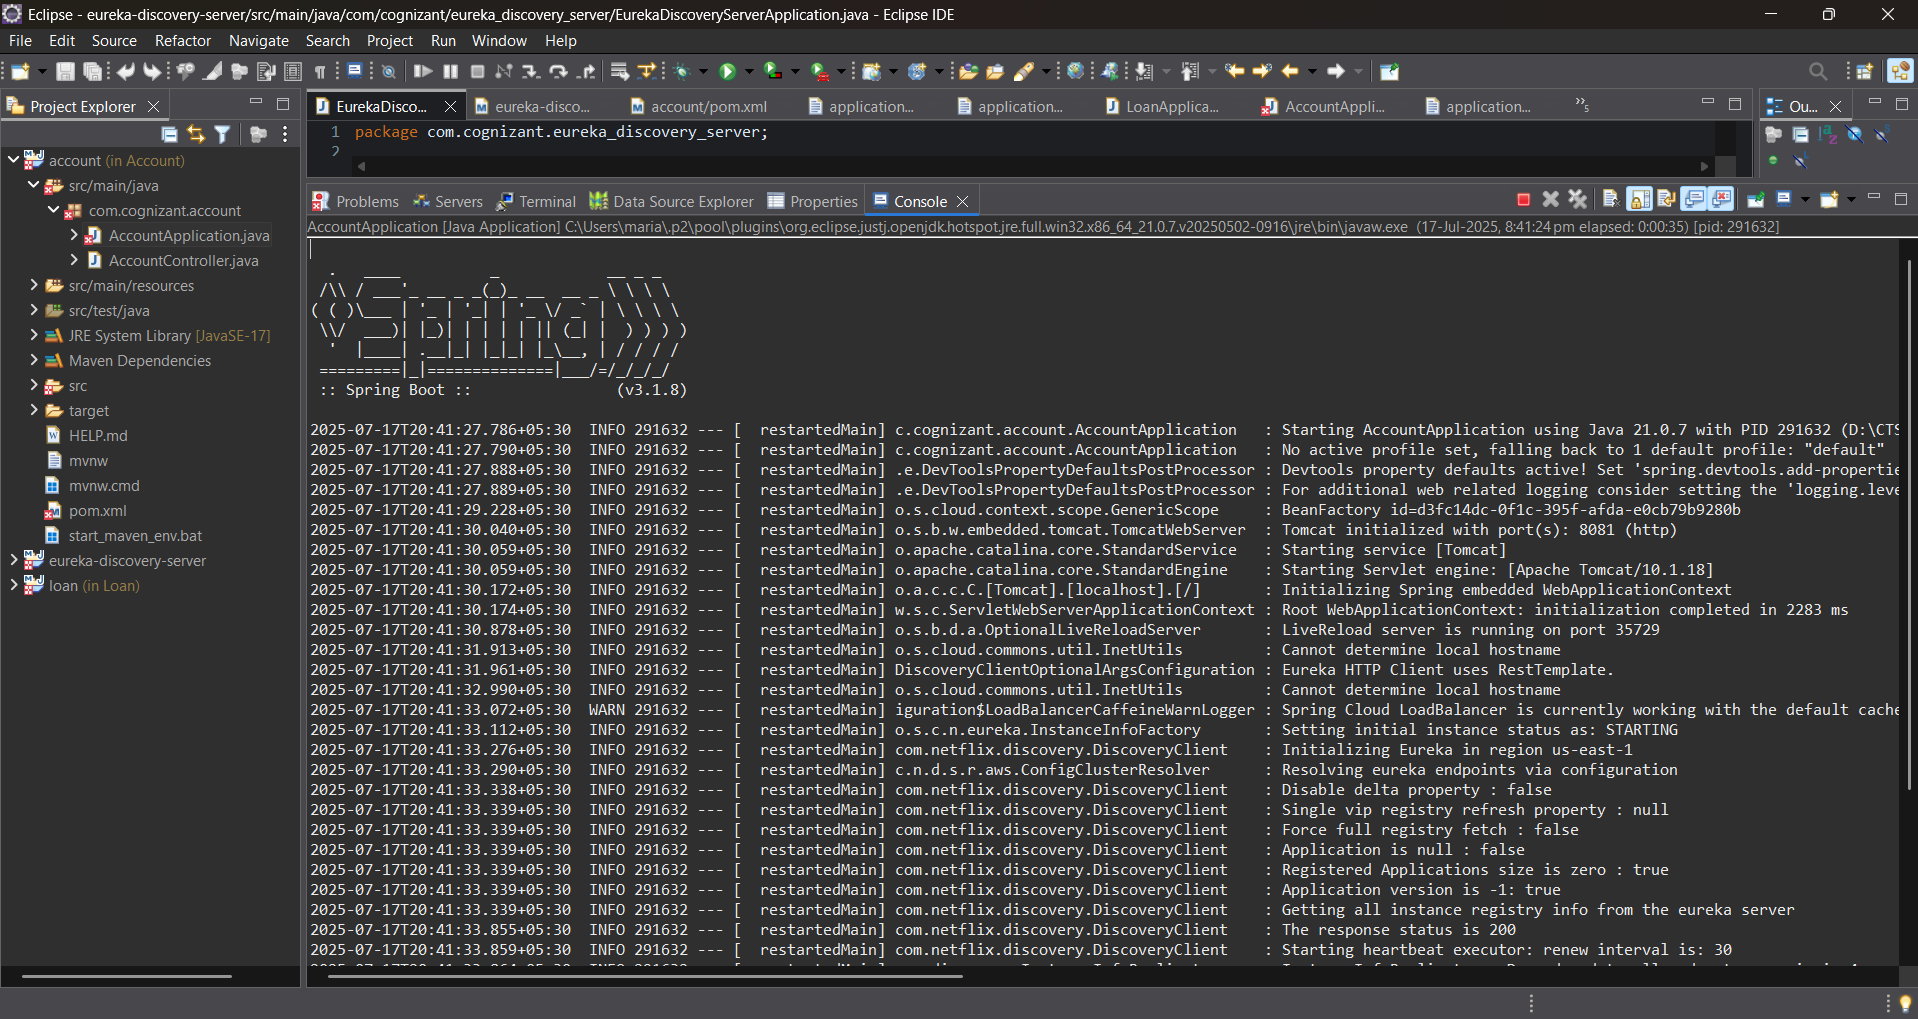 Eclipse - eureka-discovery-server/src/main/java/com/cognizant/eureka_discovery_server/EurekaDiscoveryServerApplication.java - Eclipse IDE
File Edit Source Refactor Navigate Search Project Run Window Help
Project Explorer
EurekaDisco... eureka-disco... account/pom.xml application... application... LoanApplica... AccountAppli... application... »5
Ou...
1 package com.cognizant.eureka_discovery_server;
2
account (in Account)
src/main/java
com.cognizant.account
AccountApplication.java
AccountController.java
src/main/resources
src/test/java
JRE System Library [JavaSE-17]
Maven Dependencies
src
target
HELP.md
mvnw
mvnw.cmd
pom.xml
start_maven_env.bat
eureka-discovery-server
loan (in Loan)
Problems Servers Terminal Data Source Explorer Properties Console
AccountApplication [Java Application] C:\Users\maria\.p2\pool\plugins\org.eclipse.justj.openjdk.hotspot.jre.full.win32.x86_64_21.0.7.v20250502-0916\jre\bin\javaw.exe (17-Jul-2025, 8:41:24 pm elapsed: 0:00:35) [pid: 291632]
:: Spring Boot :: (v3.1.8)
2025-07-17T20:41:27.786+05:30 INFO 291632 --- [ restartedMain] c.cognizant.account.AccountApplication : Starting AccountApplication using Java 21.0.7 with PID 291632 (D:\CTS
2025-07-17T20:41:27.790+05:30 INFO 291632 --- [ restartedMain] c.cognizant.account.AccountApplication : No active profile set, falling back to 1 default profile: "default"
2025-07-17T20:41:27.888+05:30 INFO 291632 --- [ restartedMain] .e.DevToolsPropertyDefaultsPostProcessor : Devtools property defaults active! Set 'spring.devtools.add-propertie
2025-07-17T20:41:27.889+05:30 INFO 291632 --- [ restartedMain] .e.DevToolsPropertyDefaultsPostProcessor : For additional web related logging consider setting the 'logging.leve
2025-07-17T20:41:29.228+05:30 INFO 291632 --- [ restartedMain] o.s.cloud.context.scope.GenericScope : BeanFactory id=d3fc14dc-0f1c-395f-afda-e0cb79b9280b
2025-07-17T20:41:30.040+05:30 INFO 291632 --- [ restartedMain] o.s.b.w.embedded.tomcat.TomcatWebServer : Tomcat initialized with port(s): 8081 (http)
2025-07-17T20:41:30.059+05:30 INFO 291632 --- [ restartedMain] o.apache.catalina.core.StandardService : Starting service [Tomcat]
2025-07-17T20:41:30.059+05:30 INFO 291632 --- [ restartedMain] o.apache.catalina.core.StandardEngine : Starting Servlet engine: [Apache Tomcat/10.1.18]
2025-07-17T20:41:30.172+05:30 INFO 291632 --- [ restartedMain] o.a.c.c.C.[Tomcat].[localhost].[/] : Initializing Spring embedded WebApplicationContext
2025-07-17T20:41:30.174+05:30 INFO 291632 --- [ restartedMain] w.s.c.ServletWebServerApplicationContext : Root WebApplicationContext: initialization completed in 2283 ms
2025-07-17T20:41:30.878+05:30 INFO 291632 --- [ restartedMain] o.s.b.d.a.OptionalLiveReloadServer : LiveReload server is running on port 35729
2025-07-17T20:41:31.913+05:30 INFO 291632 --- [ restartedMain] o.s.cloud.commons.util.InetUtils : Cannot determine local hostname
2025-07-17T20:41:31.961+05:30 INFO 291632 --- [ restartedMain] DiscoveryClientOptionalArgsConfiguration : Eureka HTTP Client uses RestTemplate.
2025-07-17T20:41:32.990+05:30 INFO 291632 --- [ restartedMain] o.s.cloud.commons.util.InetUtils : Cannot determine local hostname
2025-07-17T20:41:33.072+05:30 WARN 291632 --- [ restartedMain] iguration$LoadBalancerCaffeineWarnLogger : Spring Cloud LoadBalancer is currently working with the default cache
2025-07-17T20:41:33.112+05:30 INFO 291632 --- [ restartedMain] o.s.c.n.eureka.InstanceInfoFactory : Setting initial instance status as: STARTING
2025-07-17T20:41:33.276+05:30 INFO 291632 --- [ restartedMain] com.netflix.discovery.DiscoveryClient : Initializing Eureka in region us-east-1
2025-07-17T20:41:33.290+05:30 INFO 291632 --- [ restartedMain] c.n.d.s.r.aws.ConfigClusterResolver : Resolving eureka endpoints via configuration
2025-07-17T20:41:33.338+05:30 INFO 291632 --- [ restartedMain] com.netflix.discovery.DiscoveryClient : Disable delta property : false
2025-07-17T20:41:33.339+05:30 INFO 291632 --- [ restartedMain] com.netflix.discovery.DiscoveryClient : Single vip registry refresh property : null
2025-07-17T20:41:33.339+05:30 INFO 291632 --- [ restartedMain] com.netflix.discovery.DiscoveryClient : Force full registry fetch : false
2025-07-17T20:41:33.339+05:30 INFO 291632 --- [ restartedMain] com.netflix.discovery.DiscoveryClient : Application is null : false
2025-07-17T20:41:33.339+05:30 INFO 291632 --- [ restartedMain] com.netflix.discovery.DiscoveryClient : Registered Applications size is zero : true
2025-07-17T20:41:33.339+05:30 INFO 291632 --- [ restartedMain] com.netflix.discovery.DiscoveryClient : Application version is -1: true
2025-07-17T20:41:33.339+05:30 INFO 291632 --- [ restartedMain] com.netflix.discovery.DiscoveryClient : Getting all instance registry info from the eureka server
2025-07-17T20:41:33.855+05:30 INFO 291632 --- [ restartedMain] com.netflix.discovery.DiscoveryClient : The response status is 200
2025-07-17T20:41:33.859+05:30 INFO 291632 --- [ restartedMain] com.netflix.discovery.DiscoveryClient : Starting heartbeat executor: renew interval is: 30